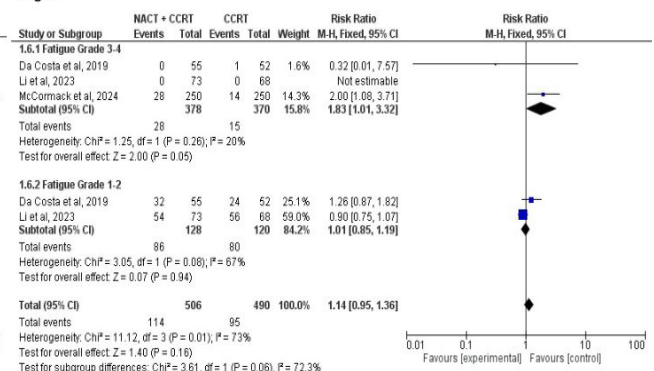 NACT + CCRT CCRT Risk Ratio Risk Ratio
Study or Subgroup Events Total Events Total Weight M-H, Fixed, 95% CI M-H, Fixed, 95% CI
1.6.1 Fatigue Grade 3-4
Da Costa et al, 2019 0 55 1 52 1.6% 0.32 [0.01, 7.57]
Li et al, 2023 0 73 0 68 Not estimable
McCormack et al, 2024 28 250 14 250 14.3% 2.00 [1.08, 3.71]
Subtotal (95% CI) 378 370 15.8% 1.83 [1.01, 3.32]
Total events 28 15
Heterogeneity: Chi² = 1.25, df = 1 (P = 0.26); I² = 20%
Test for overall effect: Z = 2.00 (P = 0.05)
1.6.2 Fatigue Grade 1-2
Da Costa et al, 2019 32 55 24 52 25.1% 1.26 [0.87, 1.82]
Li et al, 2023 54 73 56 68 59.0% 0.90 [0.75, 1.07]
Subtotal (95% CI) 128 120 84.2% 1.01 [0.85, 1.19]
Total events 86 80
Heterogeneity: Chi² = 3.05, df = 1 (P = 0.08); I² = 67%
Test for overall effect: Z = 0.07 (P = 0.94)
Total (95% CI) 506 490 100.0% 1.14 [0.95, 1.36]
Total events 114 95
Heterogeneity: Chi² = 11.12, df = 3 (P = 0.01); I² = 73%
Test for overall effect: Z = 1.40 (P = 0.16)
Test for subgroup differences: Chi² = 3.61, df = 1 (P = 0.06), I² = 72.3%
0.01 0.1 1 10 100
Favours [experimental] Favours [control]